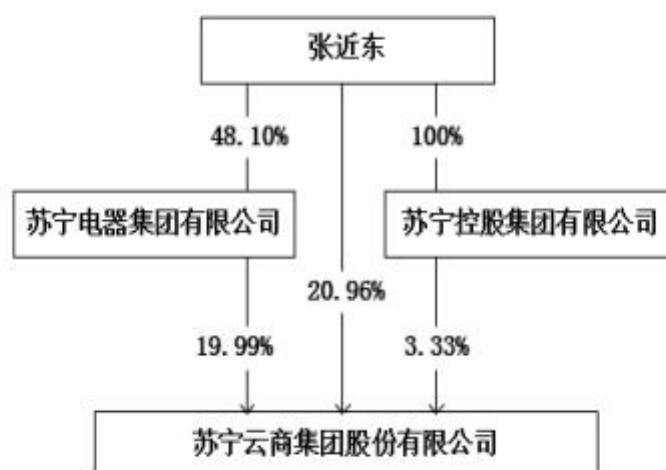 张近东
48.10%
100%
苏宁电器集团有限公司
苏宁控股集团有限公司
20.96%
19.99%
3.33%
苏宁云商集团股份有限公司